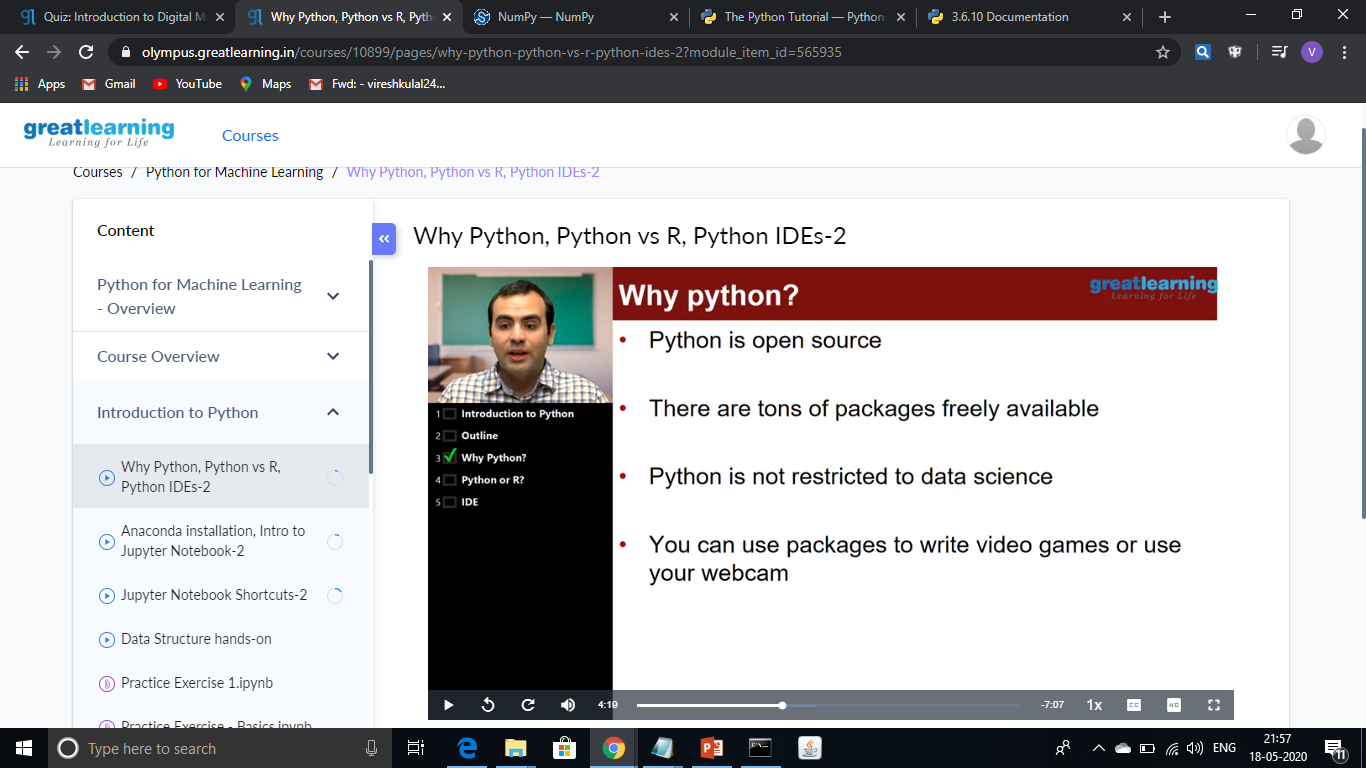 Quiz: Introduction to Digital M
Why Python, Python vs R, Pyth
NumPy — NumPy
The Python Tutorial — Python
3.6.10 Documentation
olympus.greatlearning.in/courses/10899/pages/why-python-python-vs-r-python-ides-2?module_item_id=565935
V
Apps
Gmail
YouTube
Maps
Fwd: - vireshkulal24...
greatlearning
Learning for Life
Courses
Courses / Python for Machine Learning / Why Python, Python vs R, Python IDEs-2
Content
Python for Machine Learning
- Overview
Course Overview
Introduction to Python
Why Python, Python vs R,
Python IDEs-2
Anaconda installation, Intro to
Jupyter Notebook-2
Jupyter Notebook Shortcuts-2
Data Structure hands-on
Practice Exercise 1.ipynb
Practice Exercise - Basics.ipynb
Why Python, Python vs R, Python IDEs-2
Why python?
greatlearning
Learning for Life
• Python is open source
• There are tons of packages freely available
• Python is not restricted to data science
• You can use packages to write video games or use
your webcam
1 Introduction to Python
2 Outline
3 Why Python?
4 Python or R?
5 IDE
4:19
-7:07
1x
CC
HD
Type here to search
ENG
21:57
18-05-2020
11